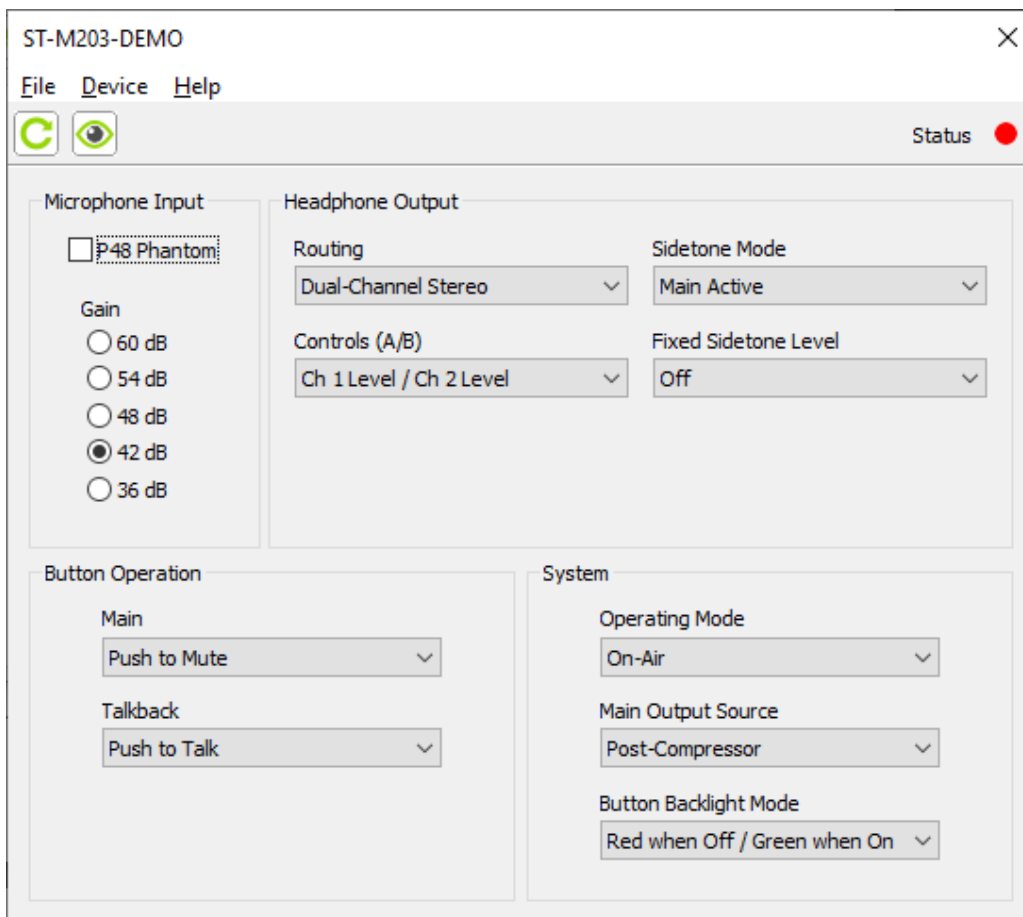 ST-M203-DEMO
File Device Help
Status
Microphone Input
P48 Phantom
Gain
60 dB
54 dB
48 dB
42 dB
36 dB
Headphone Output
Routing
Dual-Channel Stereo
Sidetone Mode
Main Active
Controls (A/B)
Ch 1 Level / Ch 2 Level
Fixed Sidetone Level
Off
Button Operation
Main
Push to Mute
Talkback
Push to Talk
System
Operating Mode
On-Air
Main Output Source
Post-Compressor
Button Backlight Mode
Red when Off / Green when On